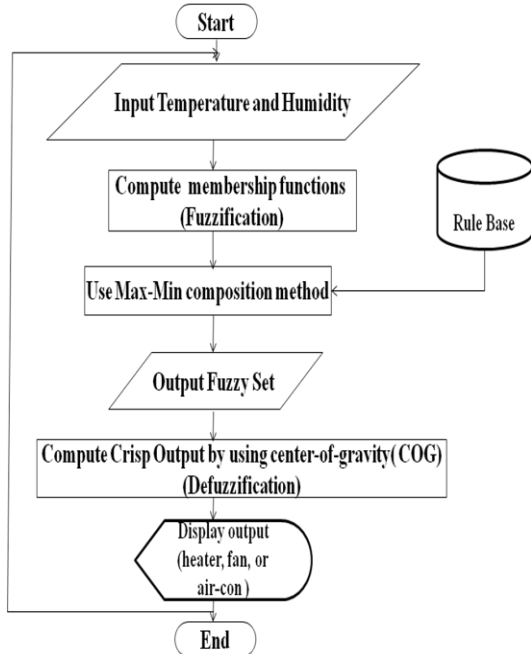 Start
Input Temperature and Humidity
Compute membership functions
(Fuzzification)
Rule Base
Use Max-Min composition method
Output Fuzzy Set
Compute Crisp Output by using center-of-gravity( COG)
(Defuzzification)
Display output
(heater, fan, or
air-con )
End